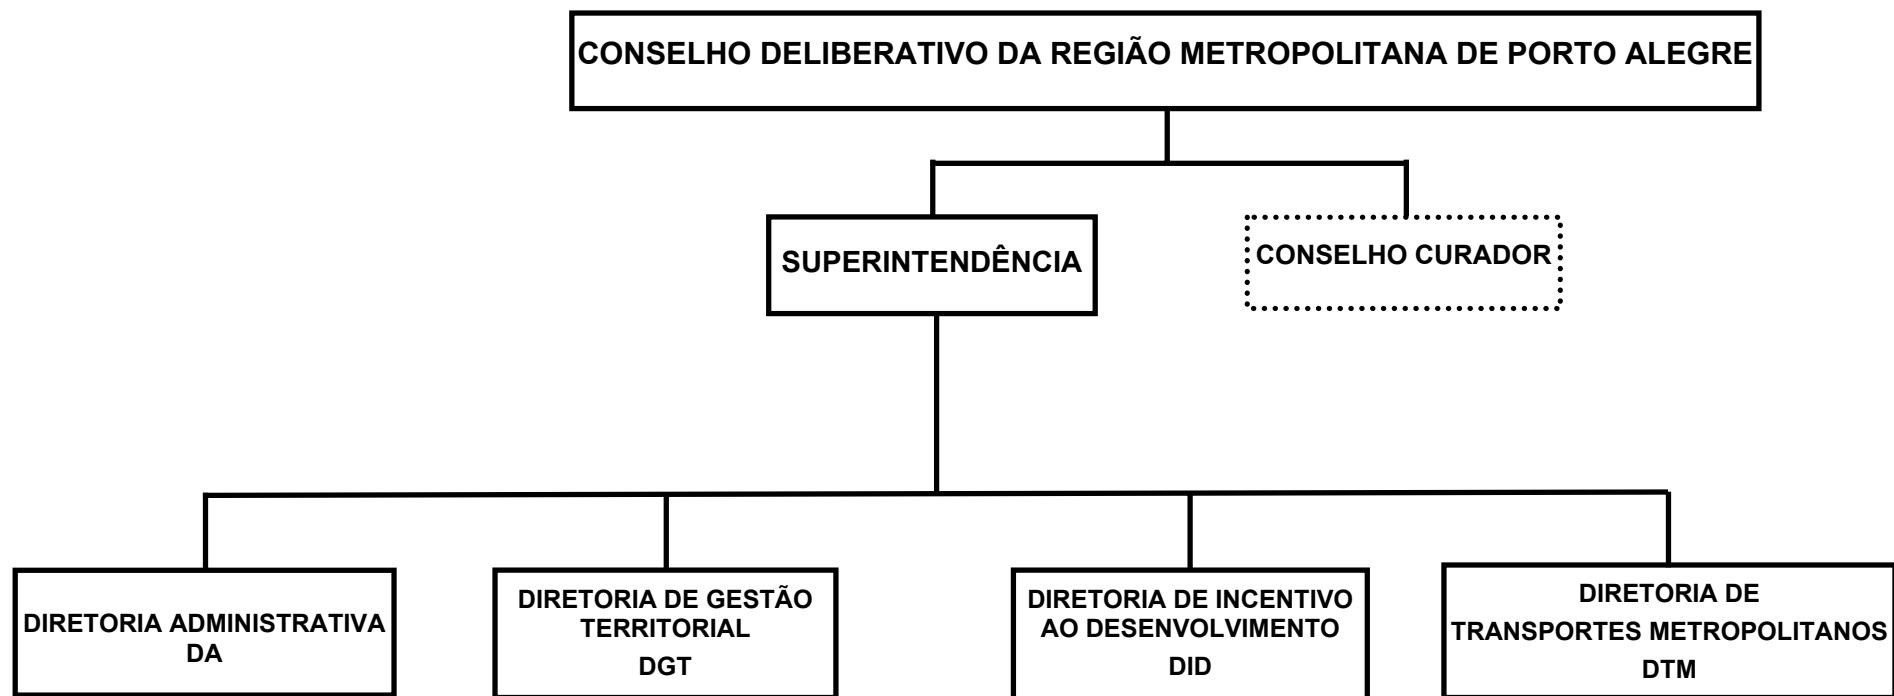 CONSELHO DELIBERATIVO DA REGIÃO METROPOLITANA DE PORTO ALEGRE
SUPERINTENDÊNCIA
CONSELHO CURADOR
DIRETORIA ADMINISTRATIVA
DA
DIRETORIA DE GESTÃO
TERRITORIAL
DGT
DIRETORIA DE INCENTIVO
AO DESENVOLVIMENTO
DID
DIRETORIA DE
TRANSPORTES METROPOLITANOS
DTM